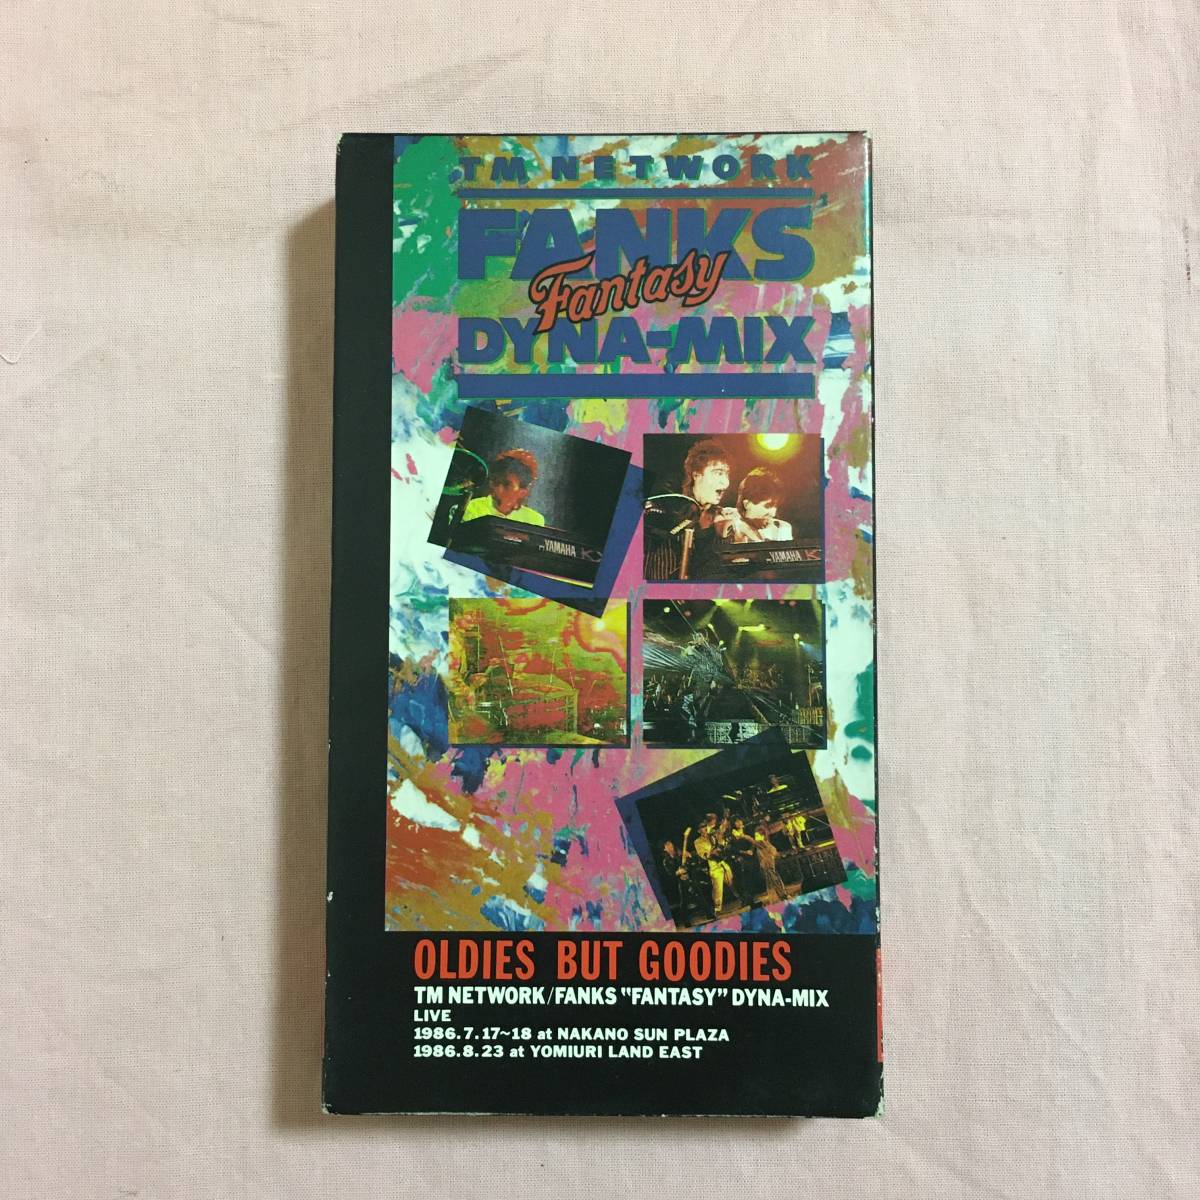 TM NETWORK
FANKS
Fantasy
DYNA-MIX
YAMAHA
YAMAHA K
OLDIES BUT GOODIES
TM NETWORK/FANKS "FANTASY" DYNA-MIX
LIVE
1986.7.17~18 at NAKANO SUN PLAZA
1986.8.23 at YOMIURI LAND EAST